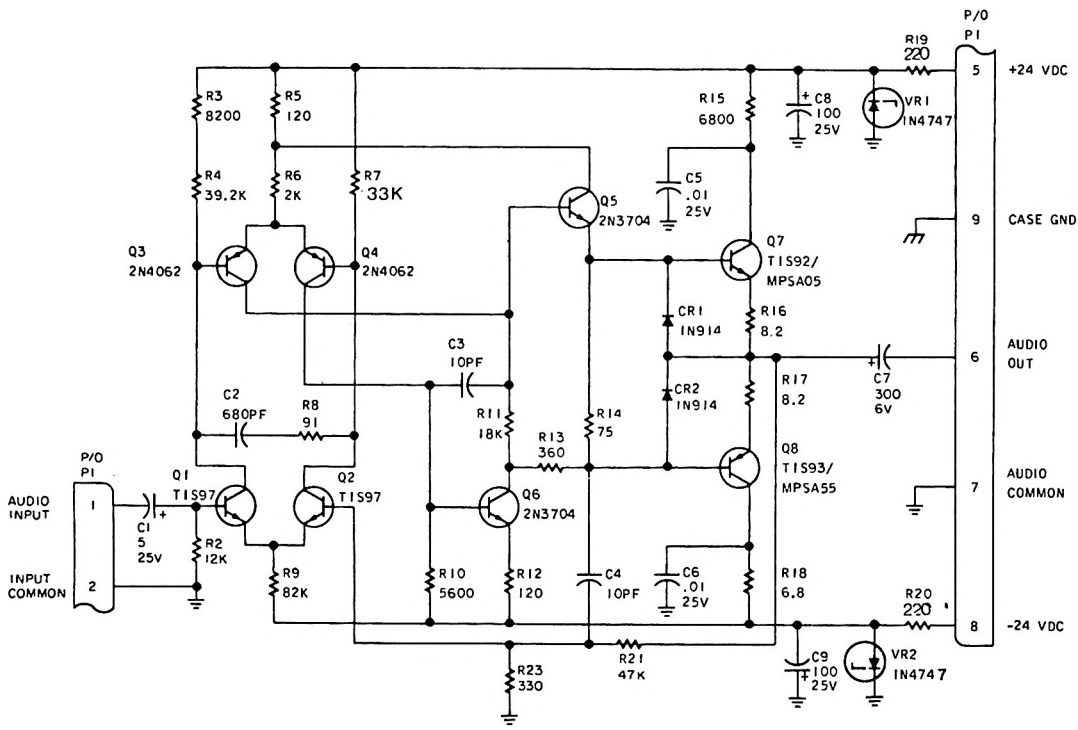 P/O
P1
R19
220
5
+24 VDC
R3
8200
R5
120
R15
6800
+
C8
100
25V
VR1
1N4747
R4
39.2K
R6
2K
R7
33K
C5
.01
25V
Q5
2N3704
9
CASE GND
Q3
2N4062
Q4
2N4062
Q7
TIS92/
MPSA05
CR1
1N914
R16
8.2
AUDIO
OUT
6
C3
10PF
+
C7
300
6V
C2
680PF
R8
91
R11
18K
R14
75
CR2
1N914
R17
8.2
R13
360
Q8
TIS93/
MPSA55
P/O
P1
Q1
TIS97
Q2
TIS97
Q6
2N3704
7
AUDIO
COMMON
AUDIO
INPUT
1
C1
+
5
25V
R2
12K
INPUT
COMMON
2
R9
82K
R10
5600
R12
120
C4
10PF
C6
.01
25V
R18
6.8
R20
220
8
-24 VDC
R21
47K
R23
330
C9
100
+
25V
VR2
1N4747